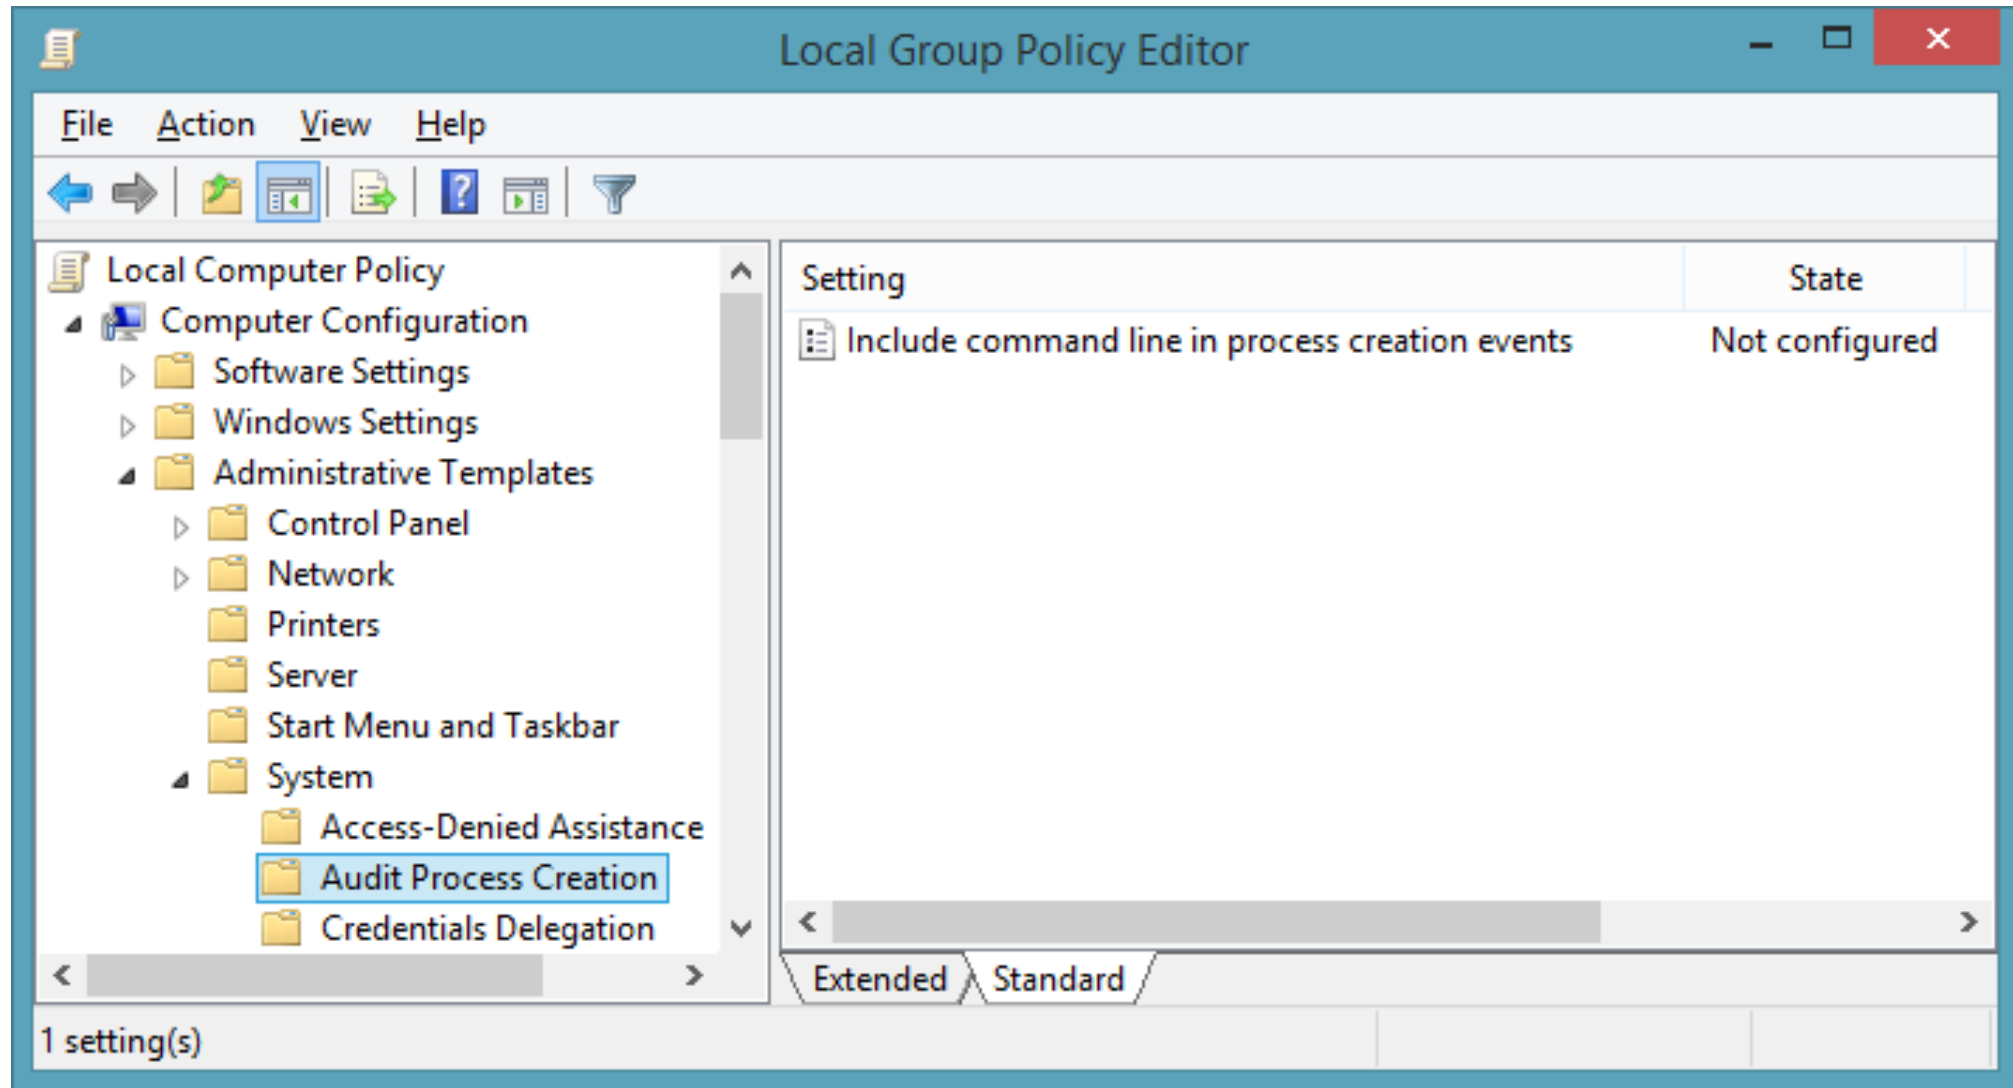 Local Group Policy Editor
File Action View Help
Local Computer Policy
Computer Configuration
Software Settings
Windows Settings
Administrative Templates
Control Panel
Network
Printers
Server
Start Menu and Taskbar
System
Access-Denied Assistance
Audit Process Creation
Credentials Delegation
Setting State
Include command line in process creation events Not configured
Extended Standard
1 setting(s)